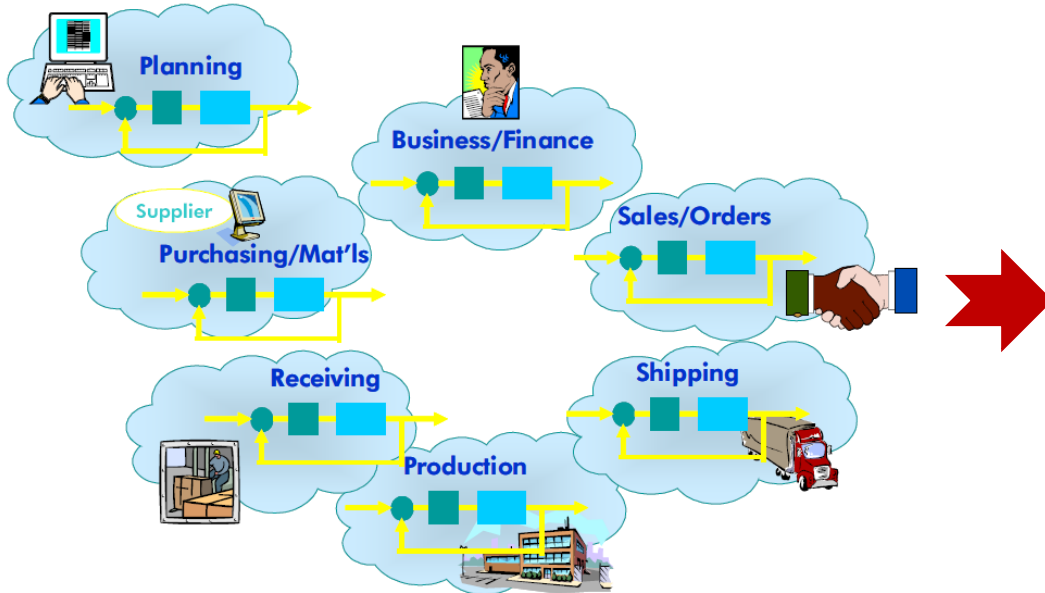 Planning
Business/Finance
Supplier
Purchasing/Mat'ls
Sales/Orders
Receiving
Shipping
Production